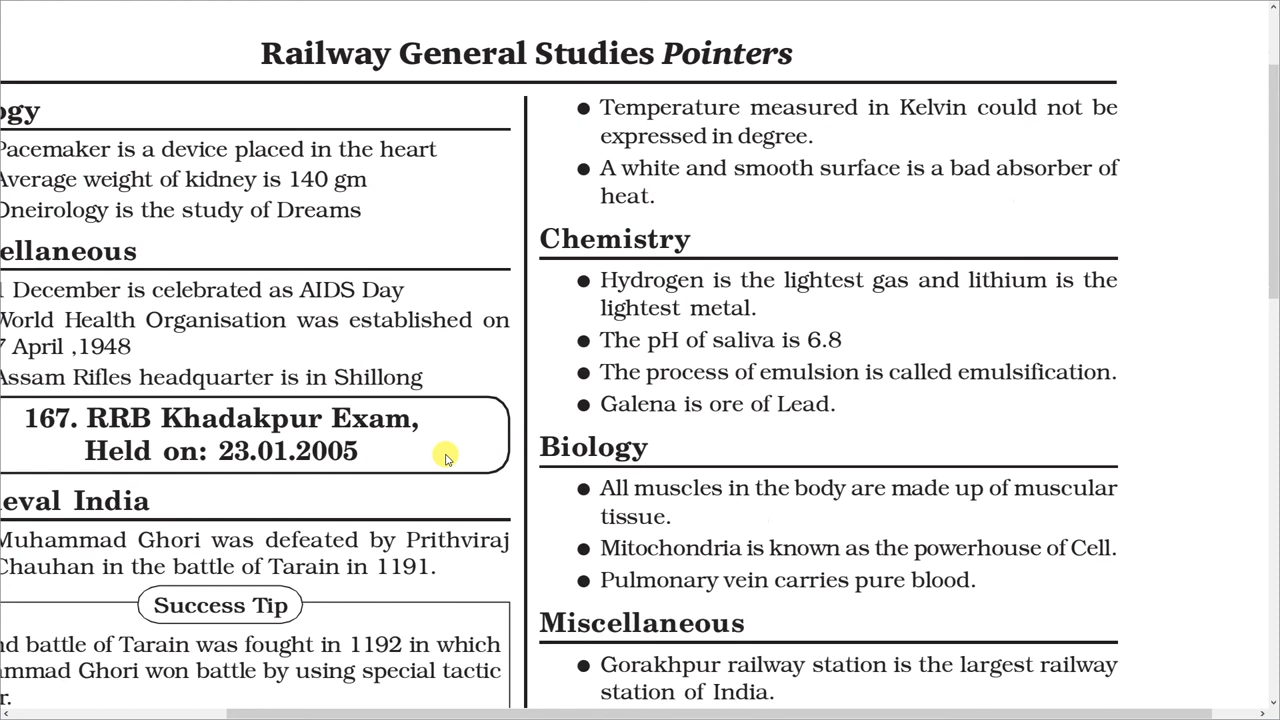 Railway General Studies Pointers
ogy
Pacemaker is a device placed in the heart
Average weight of kidney is 140 gm
Oneirology is the study of Dreams
ellaneous
1 December is celebrated as AIDS Day
World Health Organisation was established on
7 April ,1948
Assam Rifles headquarter is in Shillong
167. RRB Khadakpur Exam,
Held on: 23.01.2005
eval India
Muhammad Ghori was defeated by Prithviraj
Chauhan in the battle of Tarain in 1191.
Success Tip
nd battle of Tarain was fought in 1192 in which
ammad Ghori won battle by using special tactic
r.
● Temperature measured in Kelvin could not be
expressed in degree.
● A white and smooth surface is a bad absorber of
heat.
Chemistry
● Hydrogen is the lightest gas and lithium is the
lightest metal.
● The pH of saliva is 6.8
● The process of emulsion is called emulsification.
● Galena is ore of Lead.
Biology
● All muscles in the body are made up of muscular
tissue.
● Mitochondria is known as the powerhouse of Cell.
● Pulmonary vein carries pure blood.
Miscellaneous
● Gorakhpur railway station is the largest railway
station of India.